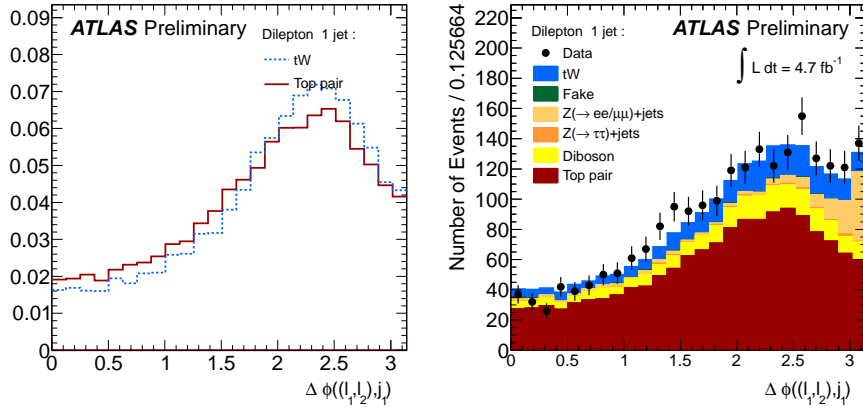 ATLAS Preliminary
Dilepton 1 jet :
tW
Top pair
0.09
0.08
0.07
0.06
0.05
0.04
0.03
0.02
0.01
0
0 0.5 1 1.5 2 2.5 3
Δ ϕ((l1,l2),j1)
ATLAS Preliminary
Dilepton 1 jet :
Data
tW
Fake
Z(→ ee/μμ)+jets
Z(→ ττ)+jets
Diboson
Top pair
∫ L dt = 4.7 fb-1
Number of Events / 0.125664
220
200
180
160
140
120
100
80
60
40
20
0
0 0.5 1 1.5 2 2.5 3
Δ ϕ((l1,l2),j1)